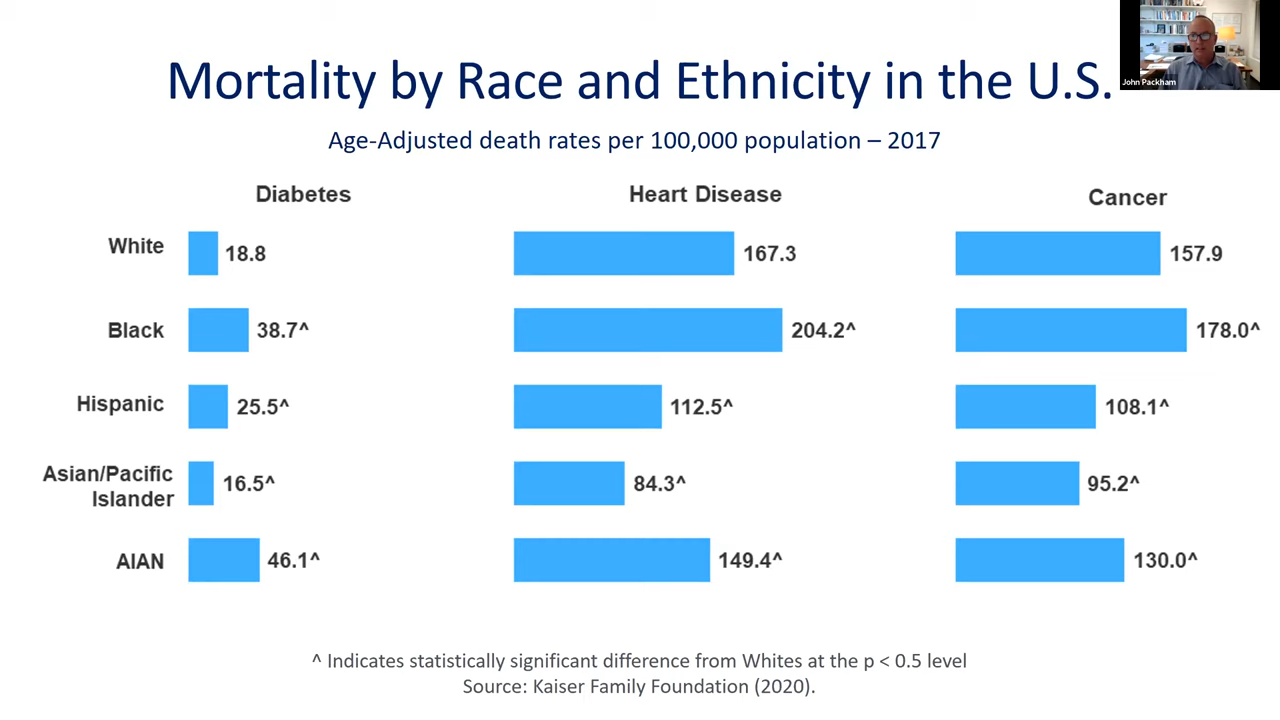 Mortality by Race and Ethnicity in the U.S.
John Packham
Age-Adjusted death rates per 100,000 population – 2017
Diabetes Heart Disease Cancer
White 18.8 167.3 157.9
Black 38.7^ 204.2^ 178.0^
Hispanic 25.5^ 112.5^ 108.1^
Asian/Pacific
Islander 16.5^ 84.3^ 95.2^
AIAN 46.1^ 149.4^ 130.0^
^ Indicates statistically significant difference from Whites at the p < 0.5 level
Source: Kaiser Family Foundation (2020).